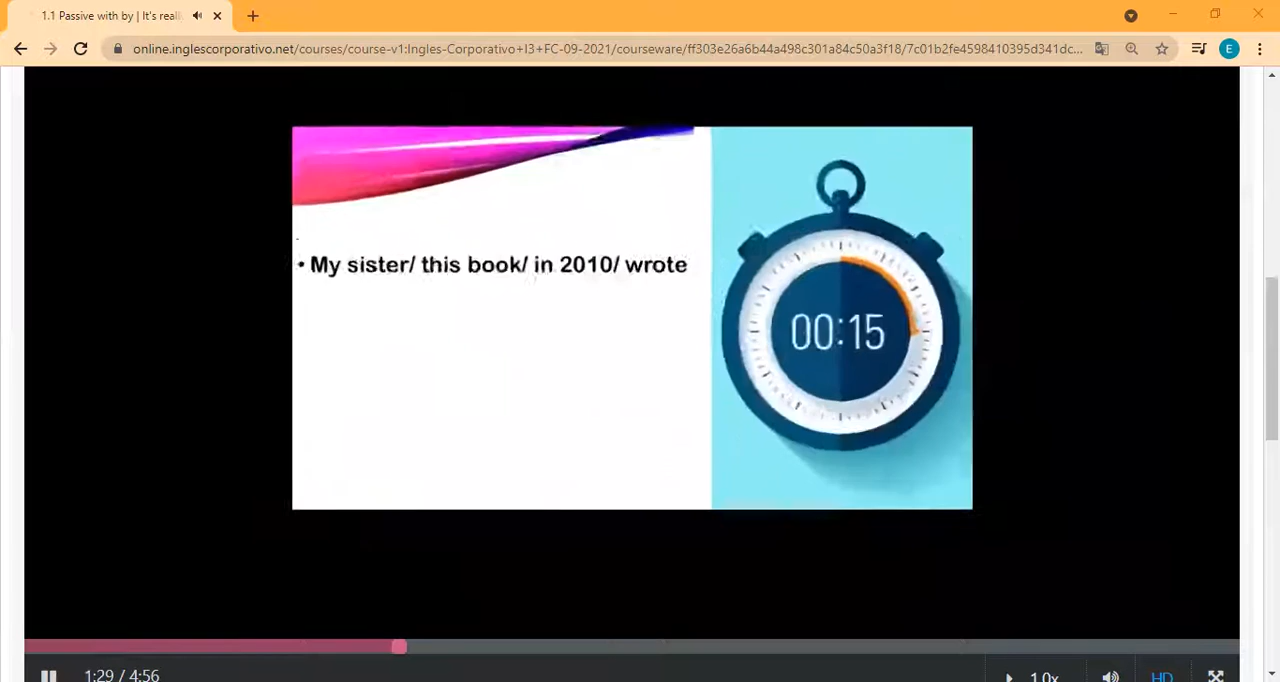 1.1 Passive with by | It's reall
online.inglescorporativo.net/courses/course-v1:Ingles-Corporativo+I3+FC-09-2021/courseware/ff303e26a6b44a498c301a84c50a3f18/7c01b2fe4598410395d341dc...
E
• My sister/ this book/ in 2010/ wrote
00:15
1:29 / 4:56
1.0x
HD